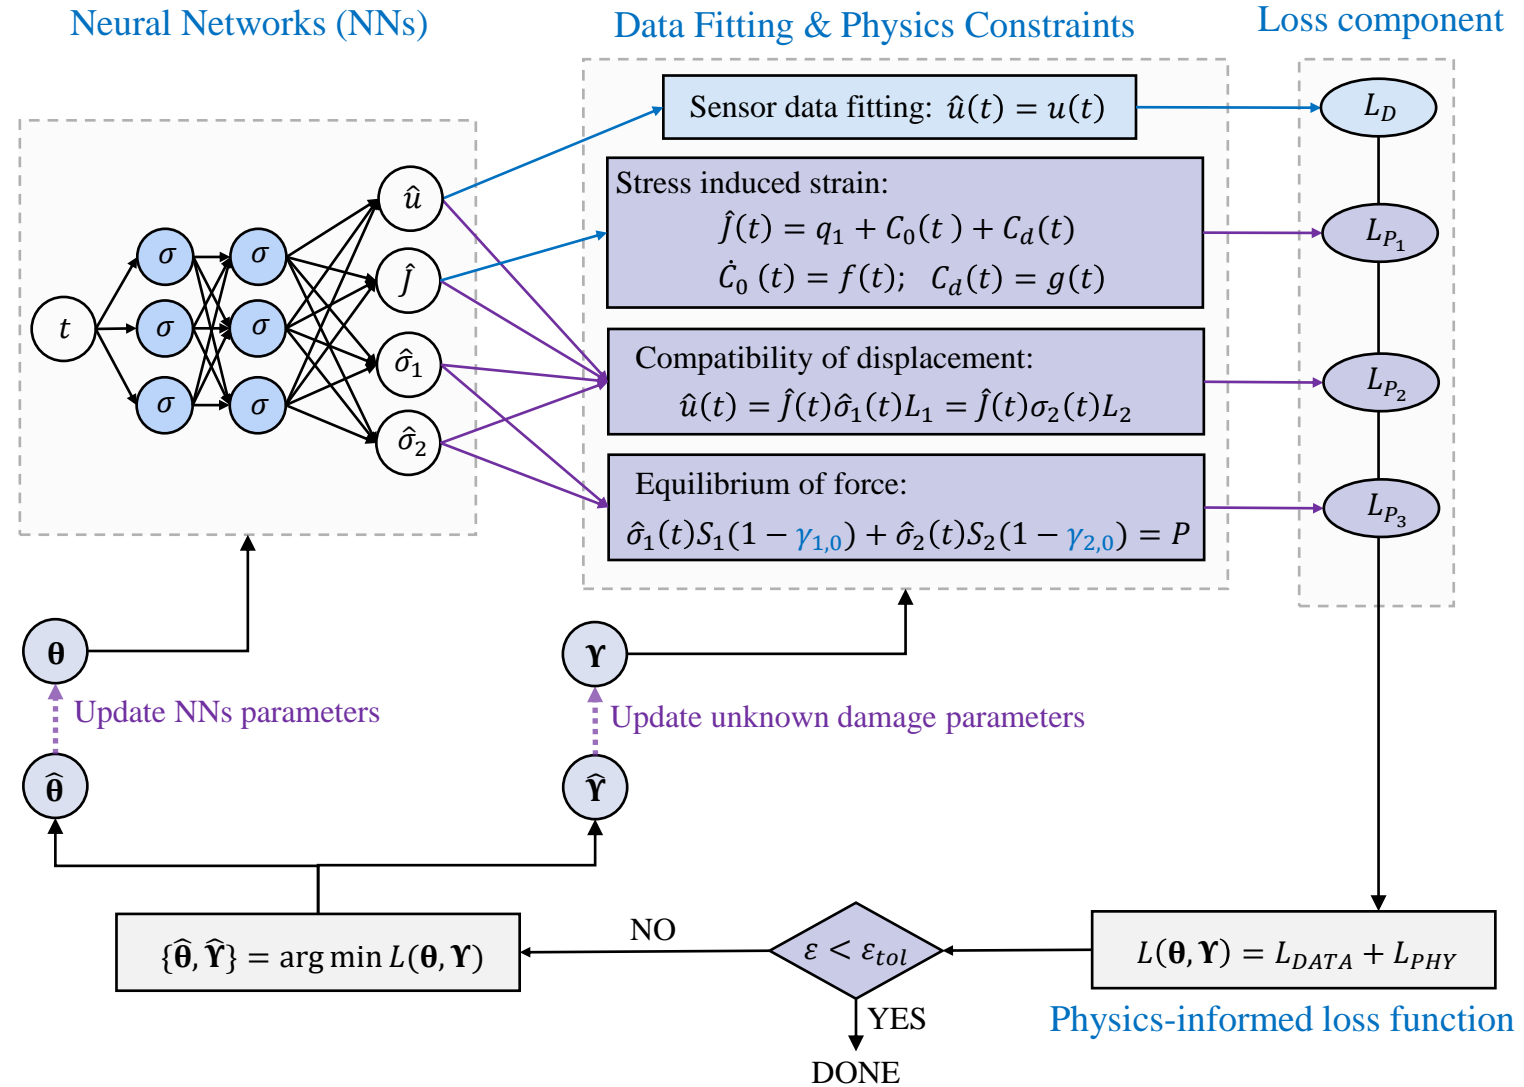 Neural Networks (NNs)
Data Fitting & Physics Constraints
Loss component
t
σ
σ
σ
σ
σ
σ
û
Ĵ
σ̂₁
σ̂₂
Sensor data fitting: û(t) = u(t)
Stress induced strain:
Ĵ(t) = q₁ + C₀(t ) + C_d(t)
Ċ₀ (t) = f(t); C_d(t) = g(t)
Compatibility of displacement:
û(t) = Ĵ(t)σ̂₁(t)L₁ = Ĵ(t)σ₂(t)L₂
Equilibrium of force:
σ̂₁(t)S₁(1 − γ₁,₀) + σ̂₂(t)S₂(1 − γ₂,₀) = P
L_D
L_P₁
L_P₂
L_P₃
θ
ϒ
Update NNs parameters
Update unknown damage parameters
θ̂
ϒ̂
{θ̂, ϒ̂} = arg min L(θ, ϒ)
NO
ε < ε_tol
YES
DONE
L(θ, ϒ) = L_DATA + L_PHY
Physics-informed loss function